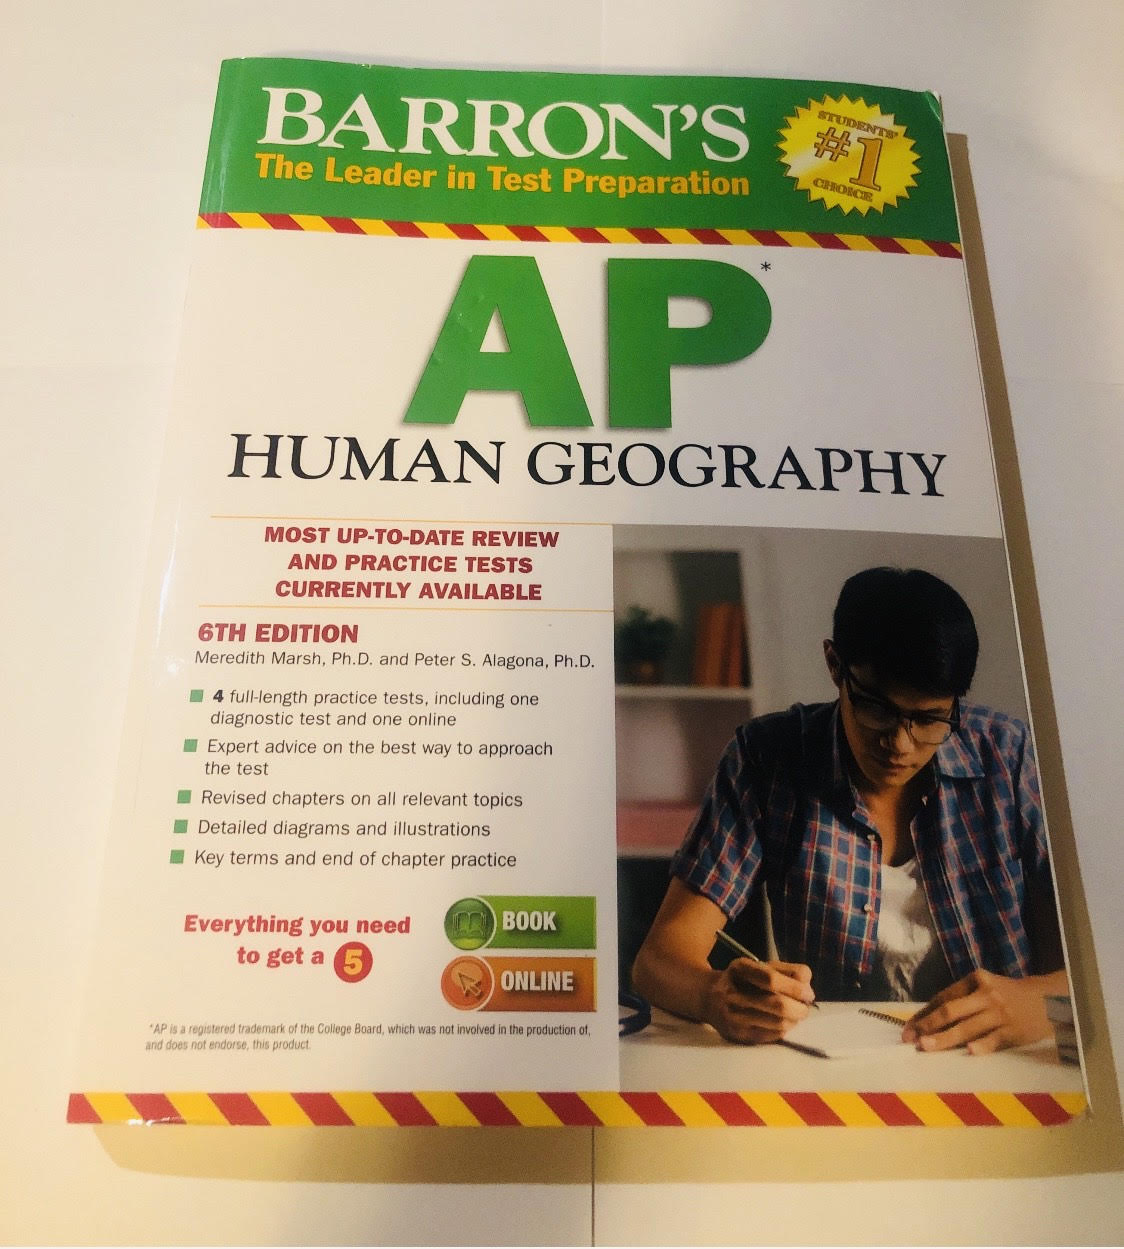 BARRON'S
The Leader in Test Preparation
STUDENTS'
#1
CHOICE
AP*
HUMAN GEOGRAPHY
MOST UP-TO-DATE REVIEW
AND PRACTICE TESTS
CURRENTLY AVAILABLE
6TH EDITION
Meredith Marsh, Ph.D. and Peter S. Alagona, Ph.D.
4 full-length practice tests, including one
diagnostic test and one online
Expert advice on the best way to approach
the test
Revised chapters on all relevant topics
Detailed diagrams and illustrations
Key terms and end of chapter practice
Everything you need
to get a 5
BOOK
ONLINE
*AP is a registered trademark of the College Board, which was not involved in the production of,
and does not endorse, this product.